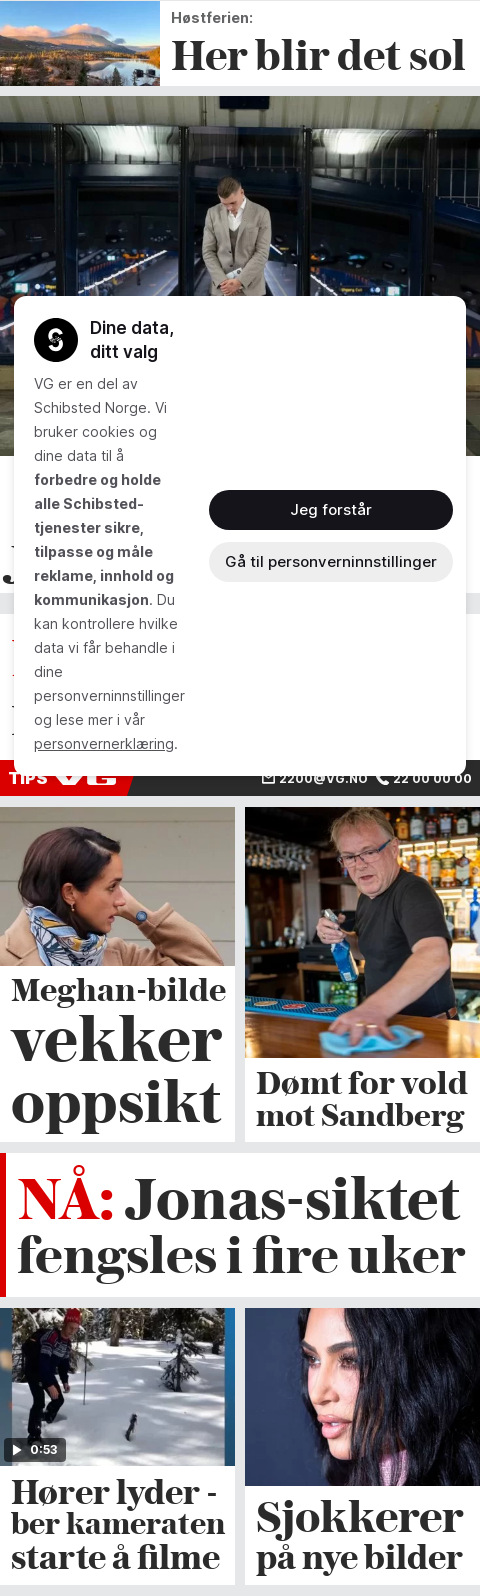 Høstferien:
Her blir det sol
Dine data,
ditt valg
VG er en del av
Schibsted Norge. Vi
bruker cookies og
dine data til å
forbedre og holde
alle Schibsted-
tjenester sikre,
tilpasse og måle
reklame, innhold og
kommunikasjon. Du
kan kontrollere hvilke
data vi får behandle i
dine
personverninnstillinger
og lese mer i vår
personvernerklæring.
Jeg forstår
Gå til personverninnstillinger
TIPS VG 2200@VG.NO 22 00 00 00
Meghan-bilde
vekker
oppsikt
Dømt for vold
mot Sandberg
NÅ: Jonas-siktet
fengsles i fire uker
0:53
Hører lyder -
ber kameraten
starte å filme
Sjokkerer
på nye bilder